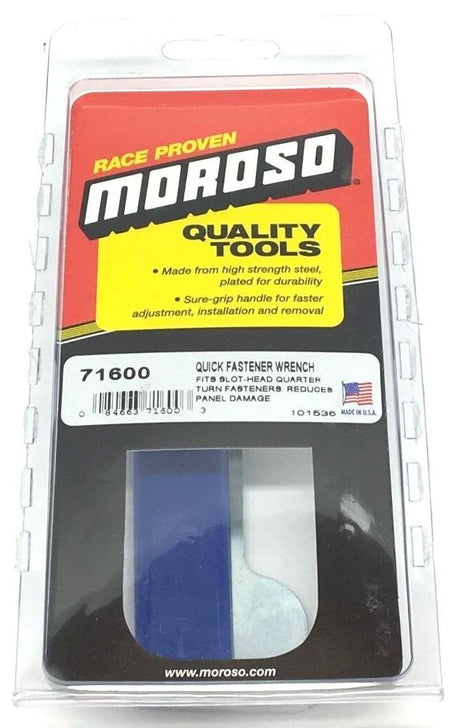 RACE PROVEN
MOROSO®
QUALITY
TOOLS
• Made from high strength steel,
plated for durability
• Sure-grip handle for faster
adjustment, installation and removal
71600
QUICK FASTENER WRENCH
FITS SLOT-HEAD QUARTER
TURN FASTENERS. REDUCES
PANEL DAMAGE
0 84663 71600 3
101536
MADE IN U.S.A.
www.moroso.com